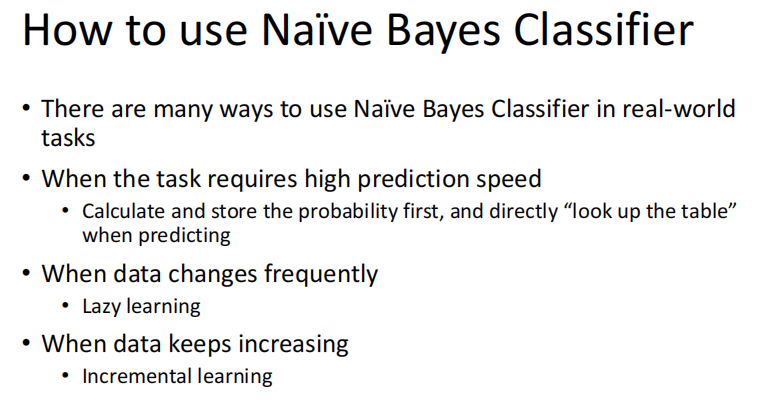 How to use Naïve Bayes Classifier
• There are many ways to use Naïve Bayes Classifier in real-world
tasks
• When the task requires high prediction speed
• Calculate and store the probability first, and directly “look up the table”
when predicting
• When data changes frequently
• Lazy learning
• When data keeps increasing
• Incremental learning